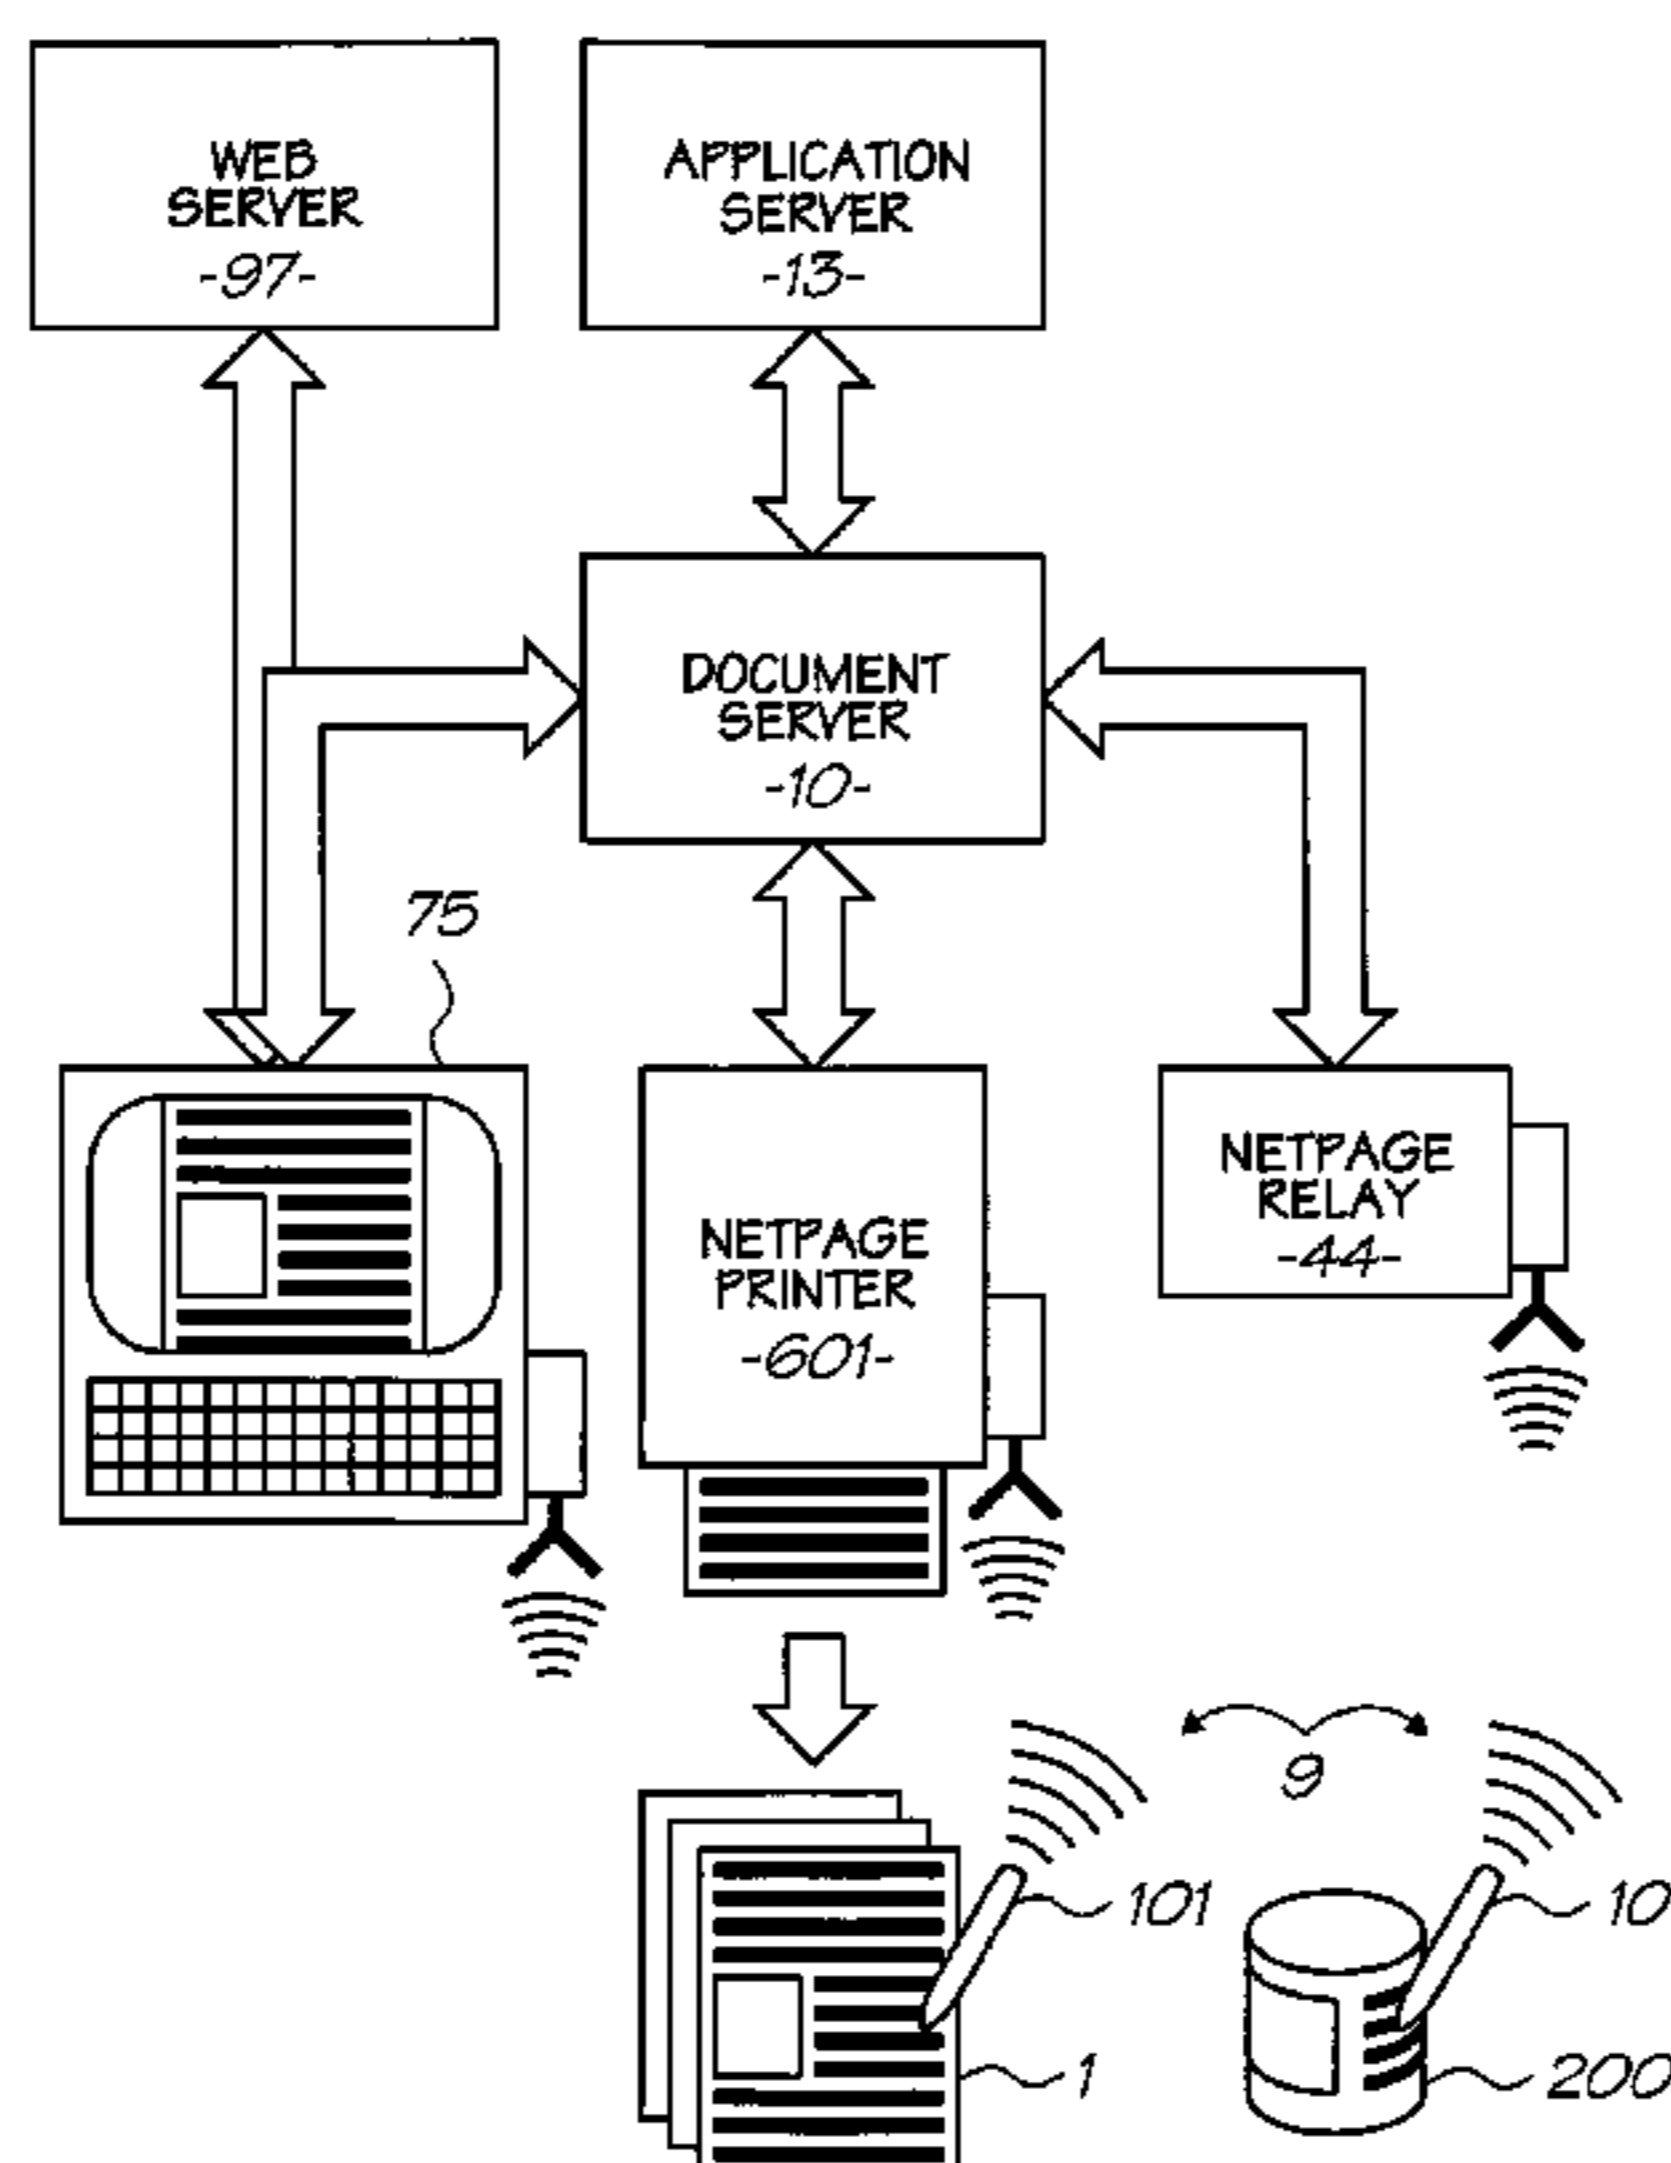 WEB
SERVER
-97-
APPLICATION
SERVER
-13-
DOCUMENT
SERVER
-10-
75
NETPAGE
PRINTER
-601-
NETPAGE
RELAY
-44-
9
101
10
1
200